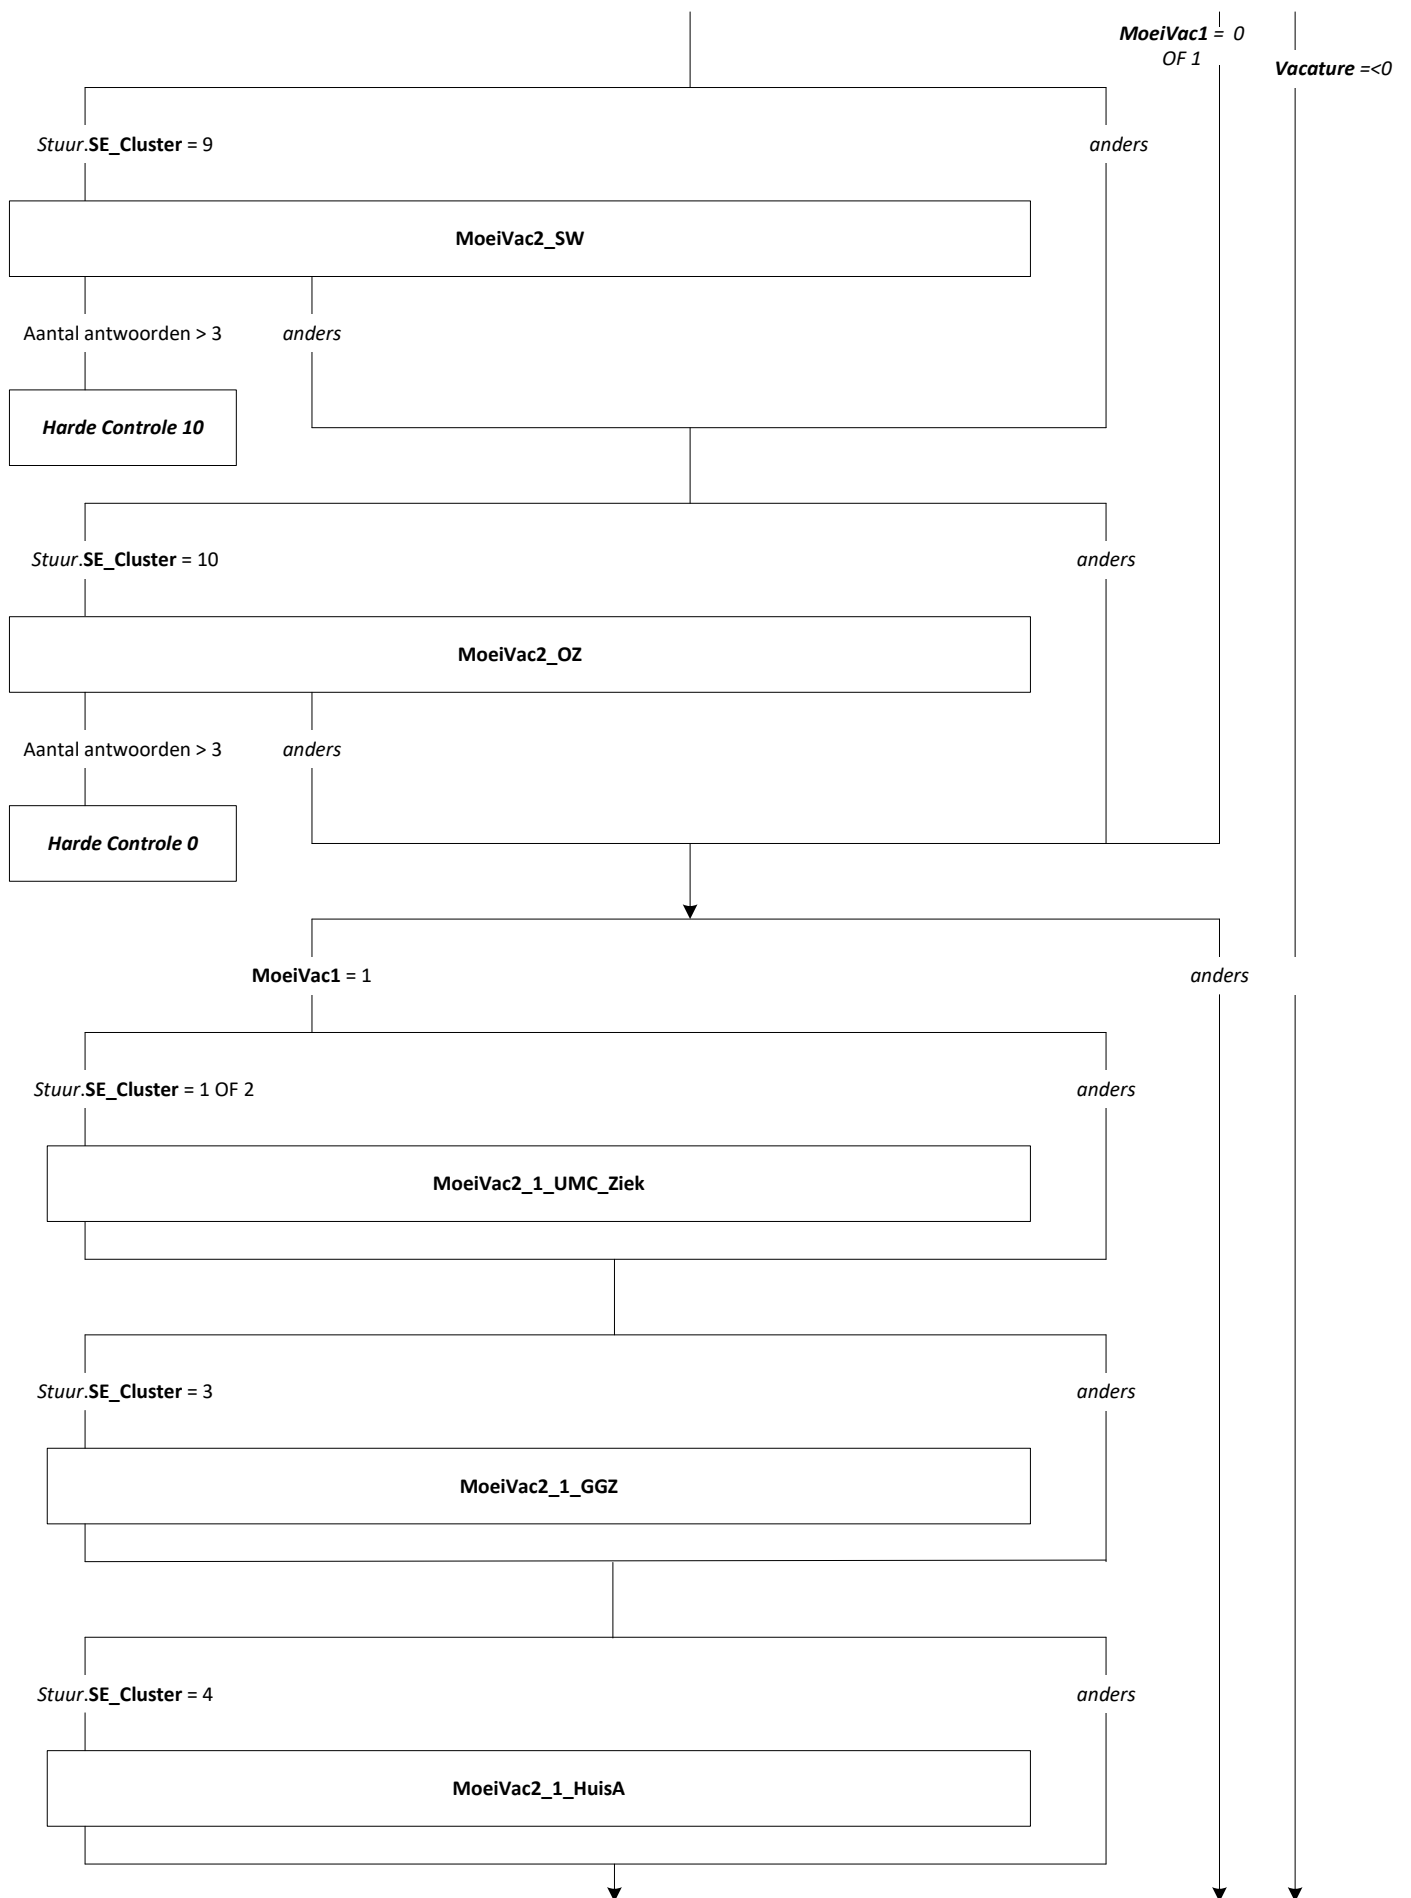 MoeiVac1 = 0
OF 1
Vacature =<0
Stuur.SE_Cluster = 9
anders
MoeiVac2_SW
Aantal antwoorden > 3
anders
Harde Controle 10
Stuur.SE_Cluster = 10
anders
MoeiVac2_OZ
Aantal antwoorden > 3
anders
Harde Controle 0
MoeiVac1 = 1
anders
Stuur.SE_Cluster = 1 OF 2
anders
MoeiVac2_1_UMC_Ziek
Stuur.SE_Cluster = 3
anders
MoeiVac2_1_GGZ
Stuur.SE_Cluster = 4
anders
MoeiVac2_1_HuisA